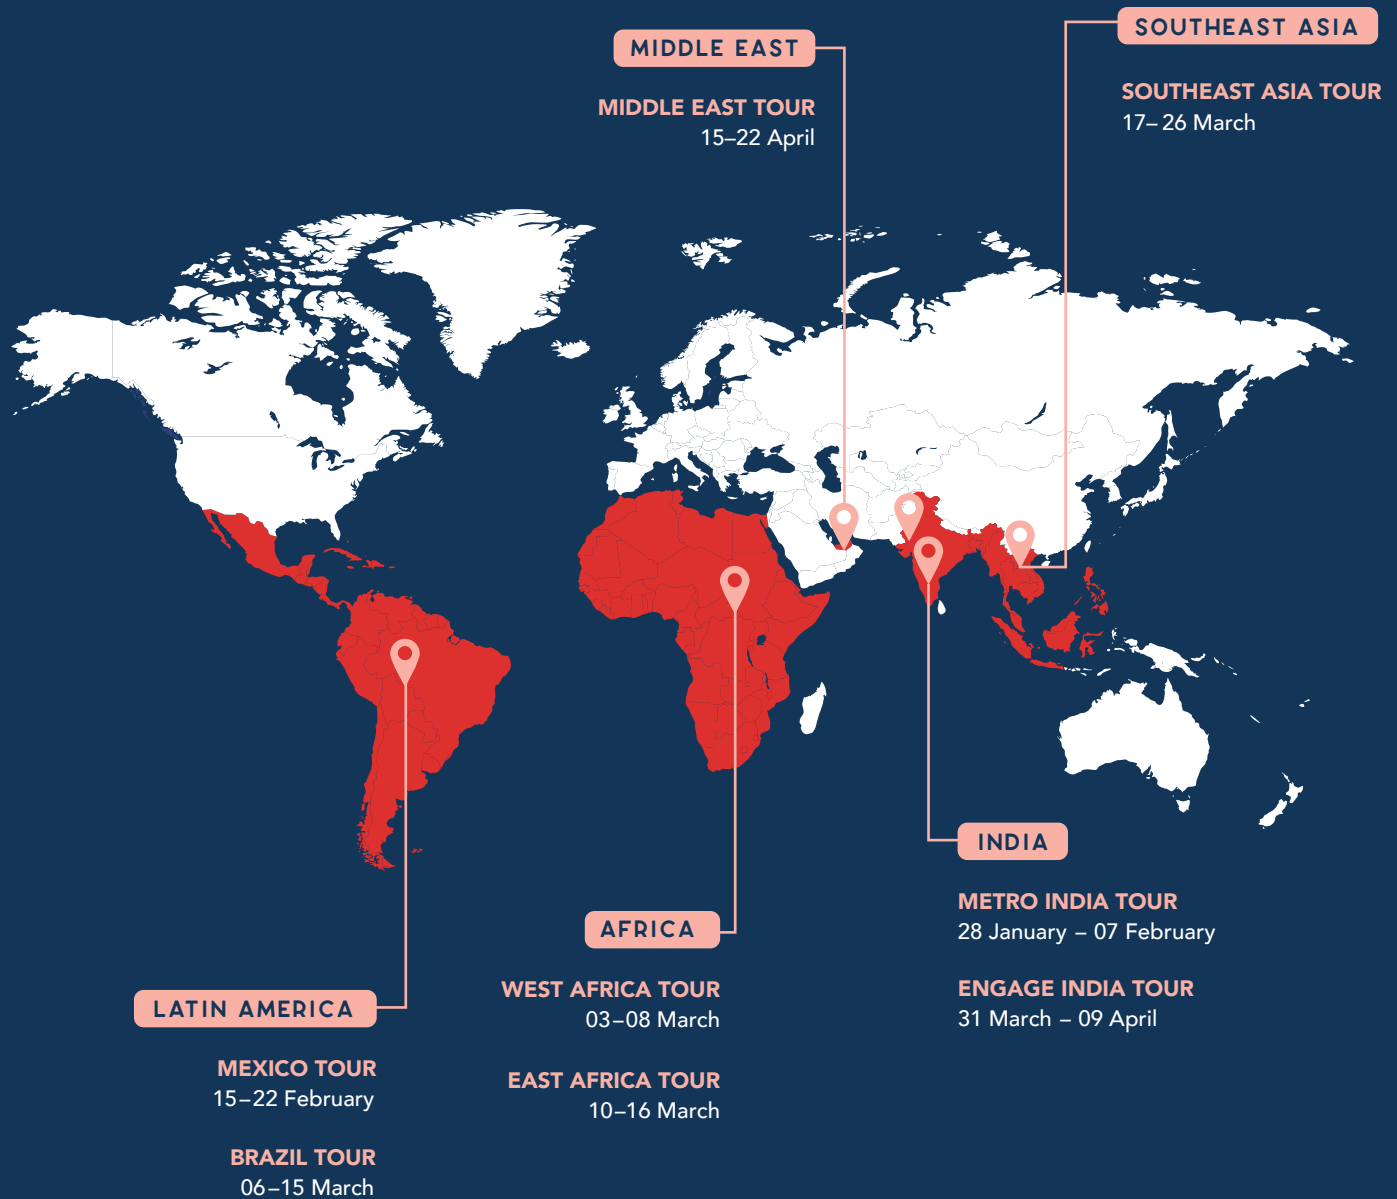 MIDDLE EAST
MIDDLE EAST TOUR
15–22 April
SOUTHEAST ASIA
SOUTHEAST ASIA TOUR
17– 26 March
INDIA
METRO INDIA TOUR
28 January – 07 February
ENGAGE INDIA TOUR
31 March – 09 April
AFRICA
WEST AFRICA TOUR
03–08 March
EAST AFRICA TOUR
10–16 March
LATIN AMERICA
MEXICO TOUR
15–22 February
BRAZIL TOUR
06–15 March